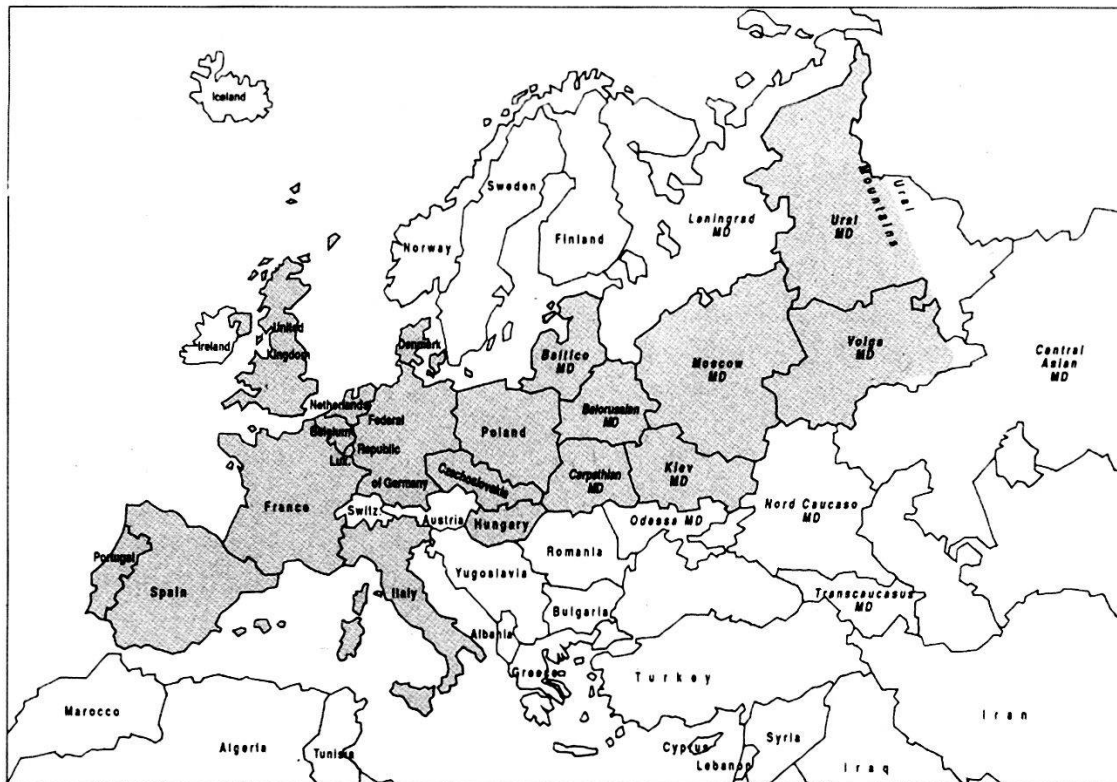 Iceland
Sweden
Norway
Finland
Leningrad
MD
Ural
MD
Ural
Mountains
United
Kingdom
Ireland
Denmark
Baltico
MD
Moscow
MD
Volga
MD
Central
Asian
MD
Netherlands
Belgium
Lux.
Federal
Republic
of Germany
Poland
Belorussian
MD
Czechoslovakia
Carpathian
MD
Kiev
MD
France
Switz.
Austria
Hungary
Odessa MD
Nord Caucaso
MD
Romania
Portugal
Spain
Italy
Yugoslavia
Bulgaria
Transcaucasus
MD
Albania
Greece
Turkey
Marocco
Algeria
Tunisia
Cyprus
Lebanon
Syria
Iraq
Iran